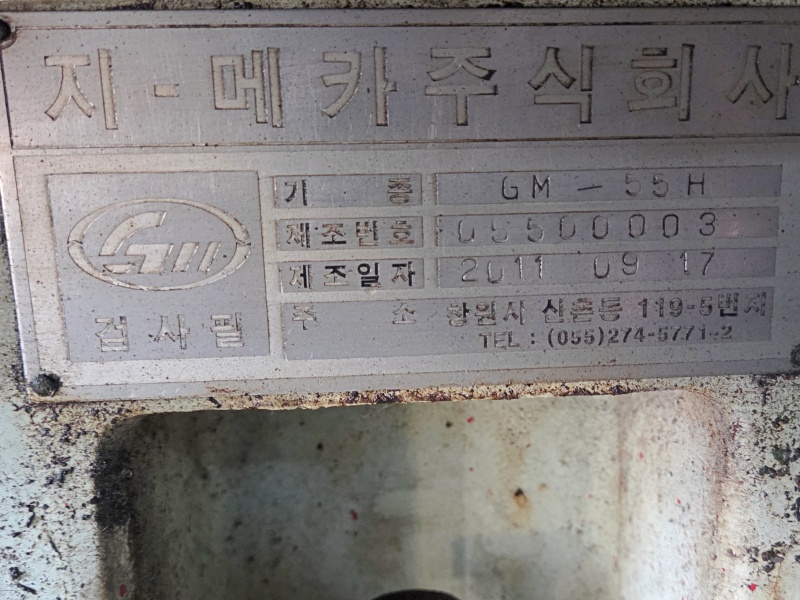 지-메카주식회사
GM
검사필
기 종 GM-55H
제조번호 05500003
제조일자 2011 09 17
주 소 창원시 신촌동 119-5번지
TEL : (055)274-5771-2